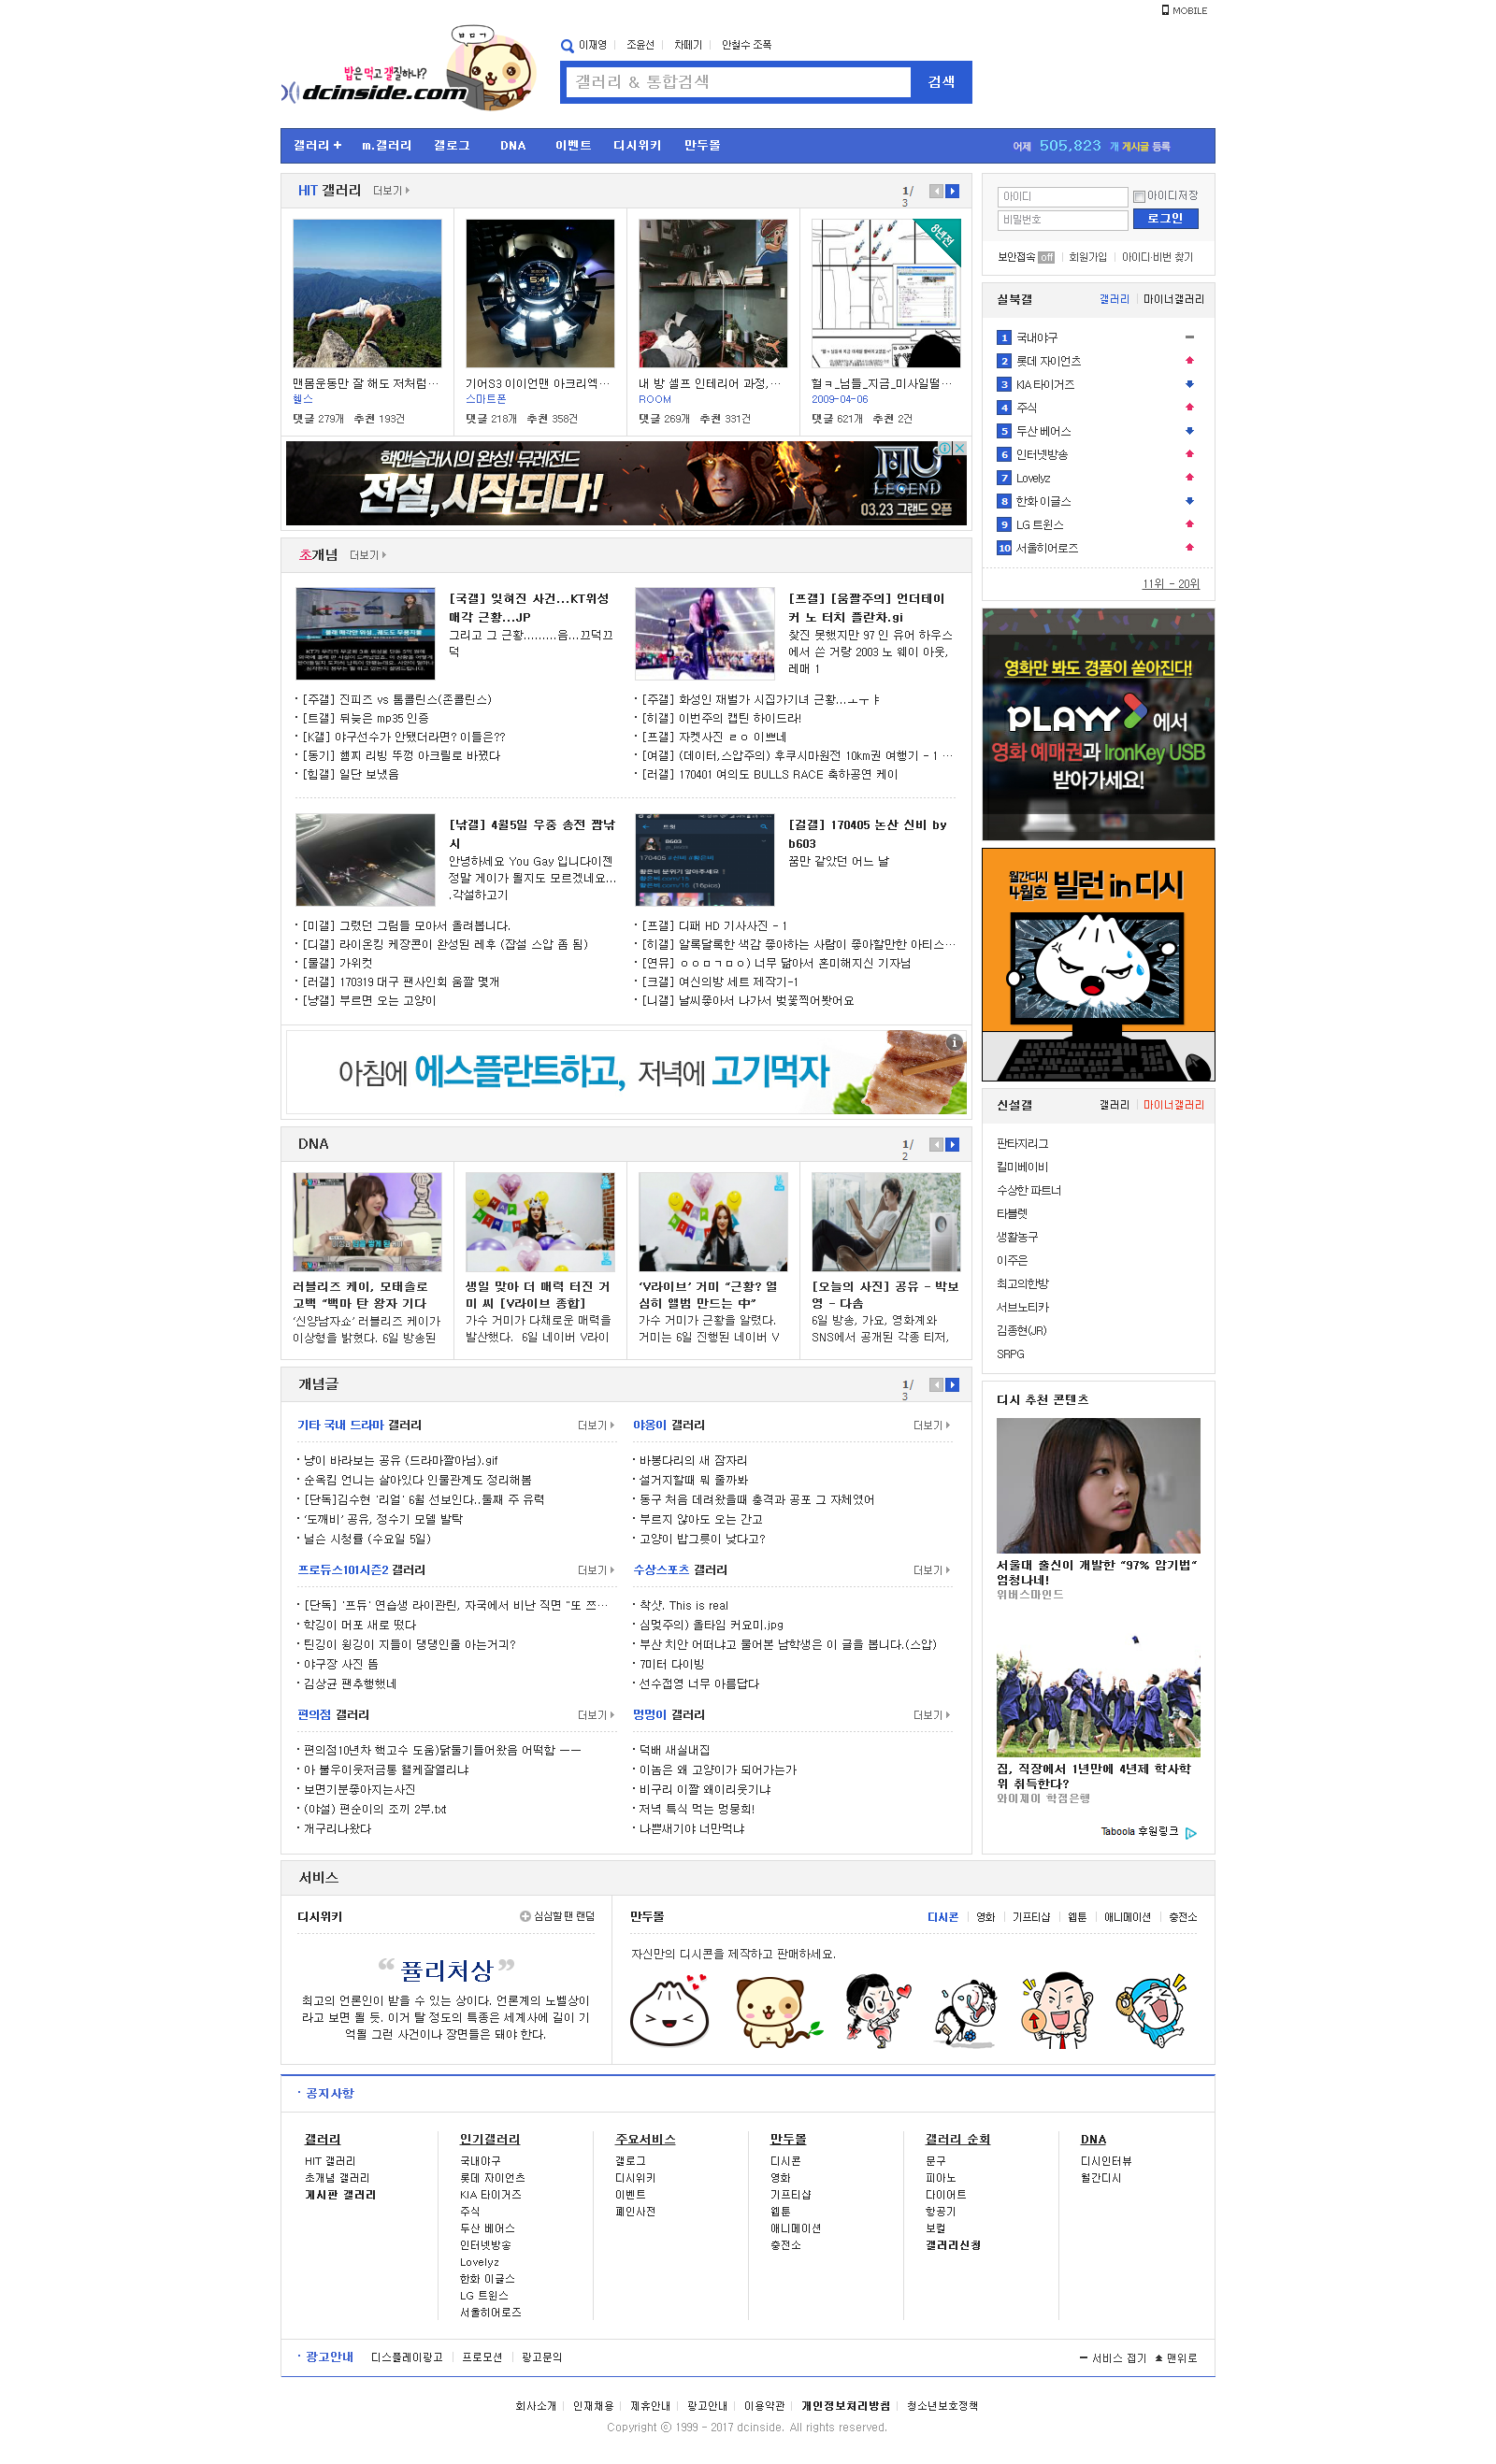 MOBILE
밥은 먹고 갤질하냐?
dcinside.com
이재영 조윤선 차떼기 안철수 조폭
갤러리 & 통합검색 검색
갤러리 + m.갤러리 갤로그 DNA 이벤트 디시위키 만두몰
어제 505,823 개 게시글 등록
HIT 갤러리 더보기
1/3
8년전
맨몸운동만 잘 해도 저처럼…
헬스
댓글 279개 추천 193건
기어S3 아이언맨 아크리엑…
스마트폰
댓글 218개 추천 358건
내 방 셀프 인테리어 과정,…
ROOM
댓글 269개 추천 331건
헐ㅋ_님들_지금_미사일떨…
2009-04-06
댓글 621개 추천 2건
핵앤슬래시의 완성! 뮤레전드
전설, 시작되다!
MU LEGEND
03.23 그랜드 오픈
초개념 더보기
[국갤] 잊혀진 사건...KT위성 매각 근황...JP
그리고 그 근황.........음...끄덕끄덕
[프갤] [움짤주의] 언더테이커 노 터치 플란챠.gi
찾진 못했지만 97 인 유어 하우스에서 쓴 거랑 2003 노 웨이 아웃, 레매 1
[주갤] 진피즈 vs 톰콜린스(존콜린스)
[트갤] 뒤늦은 mp35 인증
[K갤] 야구선수가 안됐더라면? 이들은??
[동기] 햄찌 리빙 뚜껑 아크릴로 바꿨다
[힙갤] 일단 보냈음
[주갤] 화성인 재벌가 시집가기녀 근황...ㅗㅜㅑ
[히갤] 이번주의 캡틴 하이드라!
[프갤] 자켓사진 ㄹㅇ 이쁘네
[여갤] (데이터,스압주의) 후쿠시마원전 10km권 여행기 - 1 …
[러갤] 170401 여의도 BULLS RACE 축하공연 케이
[낚갤] 4월5일 우중 송전 짬낚시
안녕하세요 You Gay 입니다이젠 정말 게이가 될지도 모르겠네요....각설하고기
[걸갤] 170405 논산 신비 by b603
꿈만 같았던 어느 날
[미갤] 그렸던 그림들 모아서 올려봅니다.
[디갤] 라이온킹 케장콘이 완성된 레후 (잡설 스압 좀 됨)
[물갤] 가위컷
[러갤] 170319 대구 팬사인회 움짤 몇개
[냥갤] 부르면 오는 고양이
[프갤] 디패 HD 기사사진 - 1
[히갤] 알록달록한 색감 좋아하는 사람이 좋아할만한 아티스…
[연뮤] ㅇㅇㅁㄱㅁㅇ) 너무 닮아서 혼미해지신 기자님
[크갤] 여신의방 세트 제작기-1
[니갤] 날씨좋아서 나가서 벚꽃찍어봤어요
아침에 에스플란트하고, 저녁에 고기먹자
DNA
1/2
러블리즈 케이, 모태솔로 고백 “백마 탄 왕자 기다
‘신양남자쇼’ 러블리즈 케이가 이상형을 밝혔다. 6일 방송된
생일 맞아 더 매력 터진 거미 씨 [V라이브 종합]
가수 거미가 다채로운 매력을 발산했다. 6일 네이버 V라이
‘V라이브’ 거미 “근황? 열심히 앨범 만드는 中”
가수 거미가 근황을 알렸다. 거미는 6일 진행된 네이버 V
[오늘의 사진] 공유 – 박보영 – 다솜
6일 방송, 가요, 영화계와 SNS에서 공개된 각종 티저,
개념글
1/3
기타 국내 드라마 갤러리 더보기
냥이 바라보는 공유 (드라마짤아님).gif
순옥킴 언니는 살아있다 인물관계도 정리해봄
[단독]김수현 '리얼' 6월 선보인다..둘째 주 유력
‘도깨비’ 공유, 정수기 모델 발탁
닐슨 시청률 (수요일 5일)
야옹이 갤러리 더보기
바봉다리의 새 잠자리
설거지할때 뭐 줄까봐
동구 처음 데려왔을때 충격과 공포 그 자체였어
부르지 않아도 오는 간고
고양이 밥그릇이 낮다고?
프로듀스101시즌2 갤러리 더보기
[단독] '프듀' 연습생 라이관린, 자국에서 비난 직면 "또 쯔…
학깅이 머포 새로 떴다
틴깅이 윙깅이 지들이 댕댕인줄 아는거긔?
야구장 사진 뜸
김상균 팬추행했네
수상스포츠 갤러리 더보기
착샷. This is real
심멎주의) 올타임 커요미.jpg
부산 치안 어떠냐고 물어본 남학생은 이 글을 봅니다.(스압)
7미터 다이빙
선수접영 너무 아름답다
편의점 갤러리 더보기
편의점10년차 핵고수 도움)닭둘기들어왔음 어떡함 ㅡㅡ
아 불우이웃저금통 왤케잘열리냐
보면기분좋아지는사진
(야설) 편순이의 조끼 2부.txt
개구리나왔다
멍멍이 갤러리 더보기
덕배 새실내집
이놈은 왜 고양이가 되어가는가
비구리 이짤 왜이리웃기냐
저녁 특식 먹는 멍뭉희!
나쁜새기야 너만먹냐
아이디
아이디저장
비밀번호
로그인
보안접속 off 회원가입 아이디·비번 찾기
실북갤 갤러리 마이너갤러리
1 국내야구
2 롯데 자이언츠
3 KIA 타이거즈
4 주식
5 두산 베어스
6 인터넷방송
7 Lovelyz
8 한화 이글스
9 LG 트윈스
10 서울히어로즈
11위 - 20위
영화만 봐도 경품이 쏟아진다!
PLAYY 에서
영화 예매권과 IronKey USB
받아가세요!
월간디시 4월호 빌런 in 디시
신설갤 갤러리 마이너갤러리
판타지리그
킬미베이비
수상한 파트너
타블렛
생활농구
이주은
최고의한방
서브노티카
김종현(JR)
SRPG
디시 추천 콘텐츠
서울대 출신이 개발한 “97% 암기법” 엄청나네!
위버스마인드
집, 직장에서 1년만에 4년제 학사학위 취득한다?
와이제이 학점은행
Taboola 후원링크
서비스
디시위키 심심할 땐 랜덤
“퓰리처상”
최고의 언론인이 받을 수 있는 상이다. 언론계의 노벨상이
라고 보면 될 듯. 이거 탈 정도의 특종은 세계사에 길이 기
억될 그런 사건이나 장면들은 돼야 한다.
만두몰 디시콘 영화 기프티샵 웹툰 애니메이션 충전소
자신만의 디시콘을 제작하고 판매하세요.
· 공지사항
갤러리
HIT 갤러리
초개념 갤러리
게시판 갤러리
인기갤러리
국내야구
롯데 자이언츠
KIA 타이거즈
주식
두산 베어스
인터넷방송
Lovelyz
한화 이글스
LG 트윈스
서울히어로즈
주요서비스
갤로그
디시위키
이벤트
폐인사전
만두몰
디시콘
영화
기프티샵
웹툰
애니메이션
충전소
갤러리 순회
문구
피아노
다이어트
항공기
보컬
갤러리신청
DNA
디시인터뷰
월간디시
· 광고안내 디스플레이광고 프로모션 광고문의
서비스 접기 맨위로
회사소개 인재채용 제휴안내 광고안내 이용약관 개인정보처리방침 청소년보호정책
Copyright ⓒ 1999 - 2017 dcinside. All rights reserved.